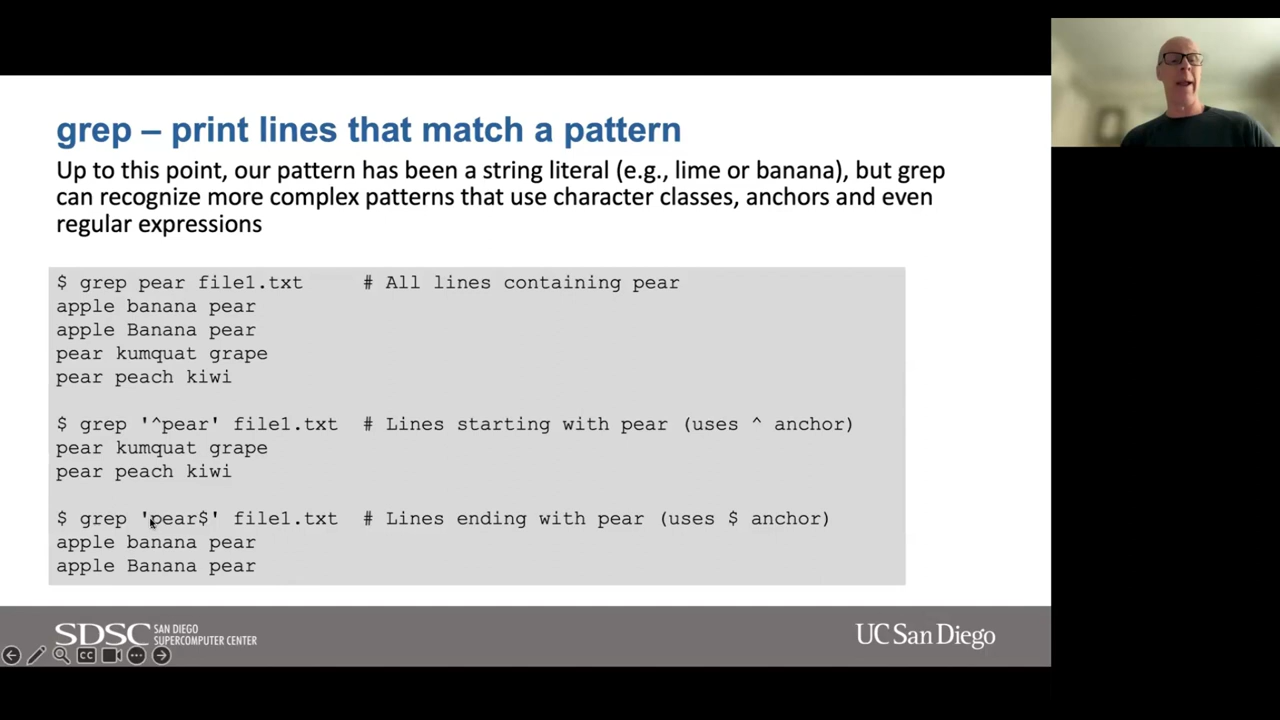 grep – print lines that match a pattern
Up to this point, our pattern has been a string literal (e.g., lime or banana), but grep
can recognize more complex patterns that use character classes, anchors and even
regular expressions
$ grep pear file1.txt     # All lines containing pear
apple banana pear
apple Banana pear
pear kumquat grape
pear peach kiwi
$ grep '^pear' file1.txt  # Lines starting with pear (uses ^ anchor)
pear kumquat grape
pear peach kiwi
$ grep 'pear$' file1.txt  # Lines ending with pear (uses $ anchor)
apple banana pear
apple Banana pear
SDSC SAN DIEGO
SUPERCOMPUTER CENTER
UC San Diego
CC